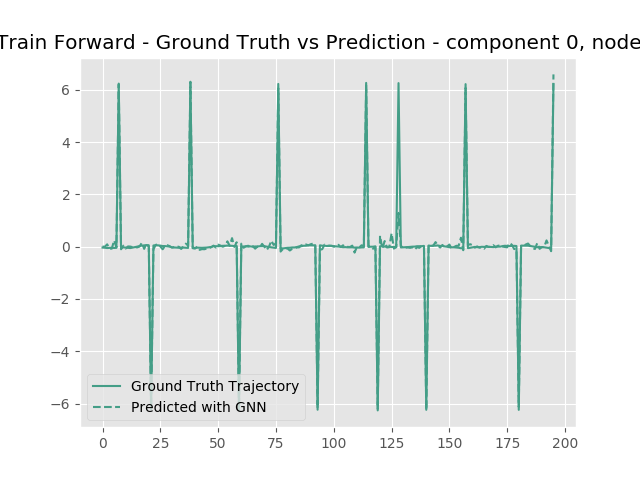 Train Forward - Ground Truth vs Prediction - component 0, node
6
4
2
0
−2
−4
−6
Ground Truth Trajectory
Predicted with GNN
0 25 50 75 100 125 150 175 200